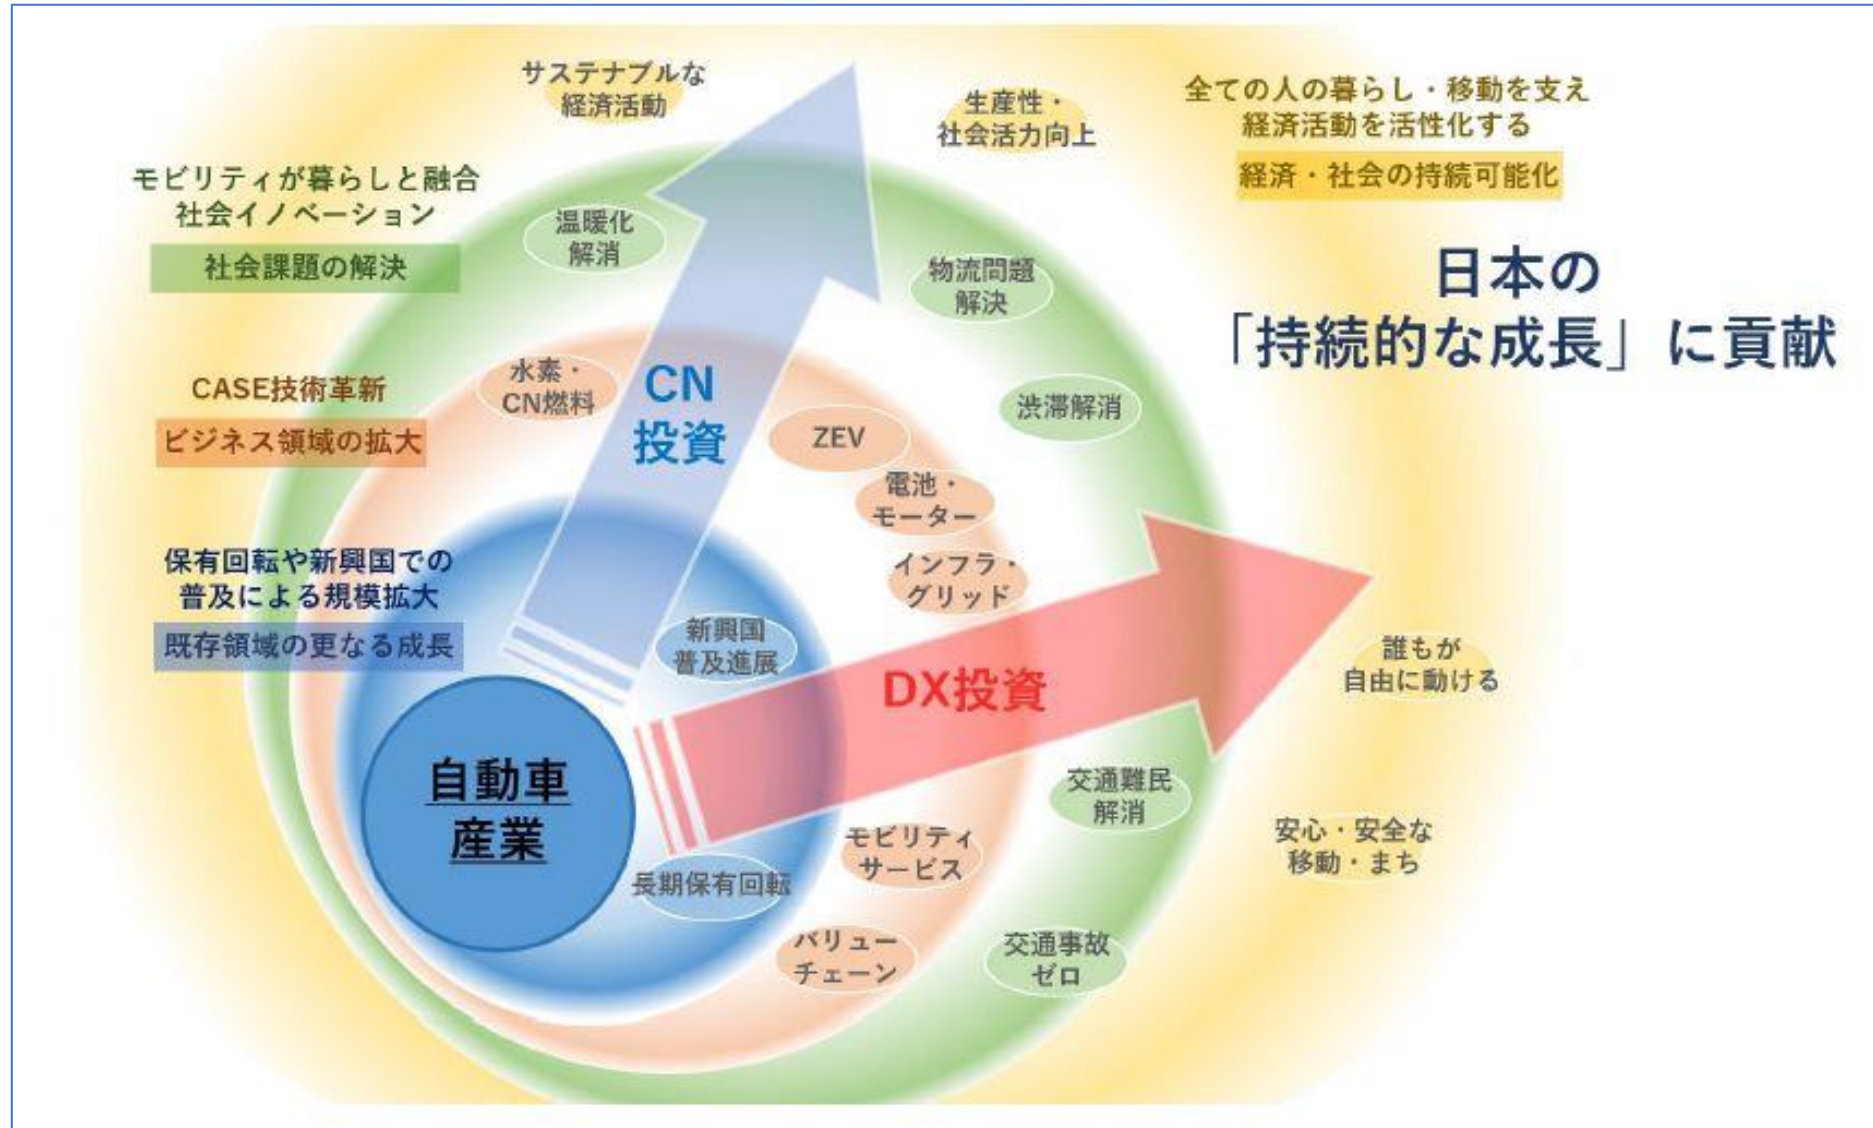 サステナブルな
経済活動
生産性・
社会活力向上
全ての人の暮らし・移動を支え
経済活動を活性化する
経済・社会の持続可能化
モビリティが暮らしと融合
社会イノベーション
社会課題の解決
温暖化
解消
物流問題
解決
日本の
「持続的な成長」に貢献
CASE技術革新
ビジネス領域の拡大
水素・
CN燃料
CN
投資
ZEV
渋滞解消
電池・
モーター
インフラ・
グリッド
保有回転や新興国での
普及による規模拡大
既存領域の更なる成長
新興国
普及進展
DX投資
誰もが
自由に動ける
自動車
産業
長期保有回転
モビリティ
サービス
交通難民
解消
安心・安全な
移動・まち
バリュー
チェーン
交通事故
ゼロ